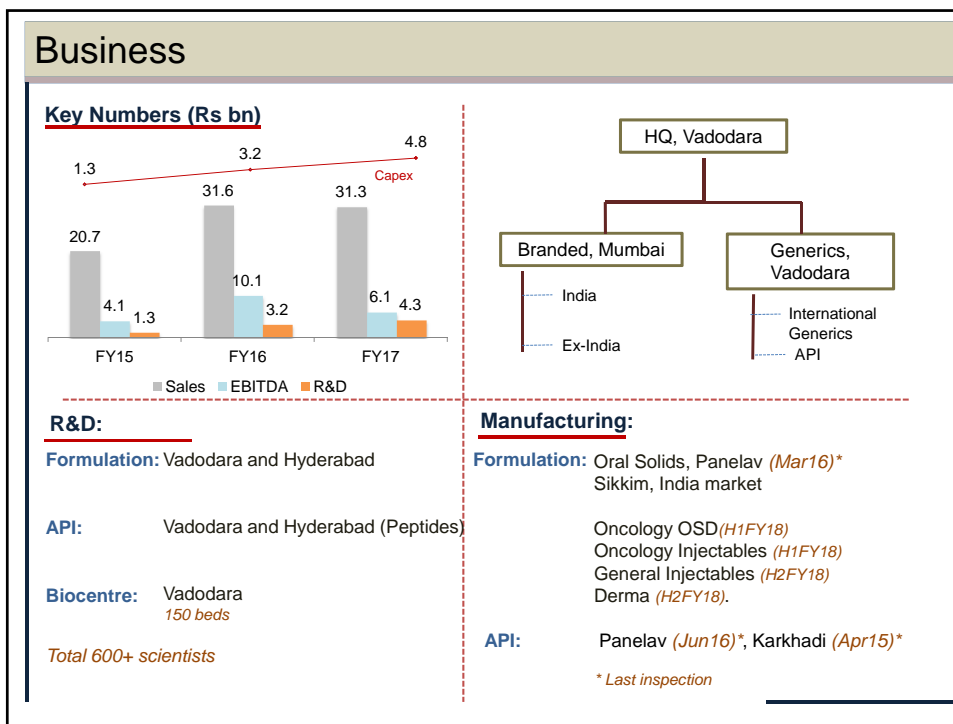 Business
Key Numbers (Rs bn)
1.3
3.2
4.8
Capex
20.7
4.1
1.3
31.6
10.1
3.2
31.3
6.1
4.3
FY15
FY16
FY17
Sales
EBITDA
R&D
HQ, Vadodara
Branded, Mumbai
India
Ex-India
Generics,
Vadodara
International
Generics
API
R&D:
Formulation: Vadodara and Hyderabad
API: Vadodara and Hyderabad (Peptides)
Biocentre: Vadodara
150 beds
Total 600+ scientists
Manufacturing:
Formulation: Oral Solids, Panelav (Mar16)*
Sikkim, India market
Oncology OSD(H1FY18)
Oncology Injectables (H1FY18)
General Injectables (H2FY18)
Derma (H2FY18).
API: Panelav (Jun16)*, Karkhadi (Apr15)*
* Last inspection